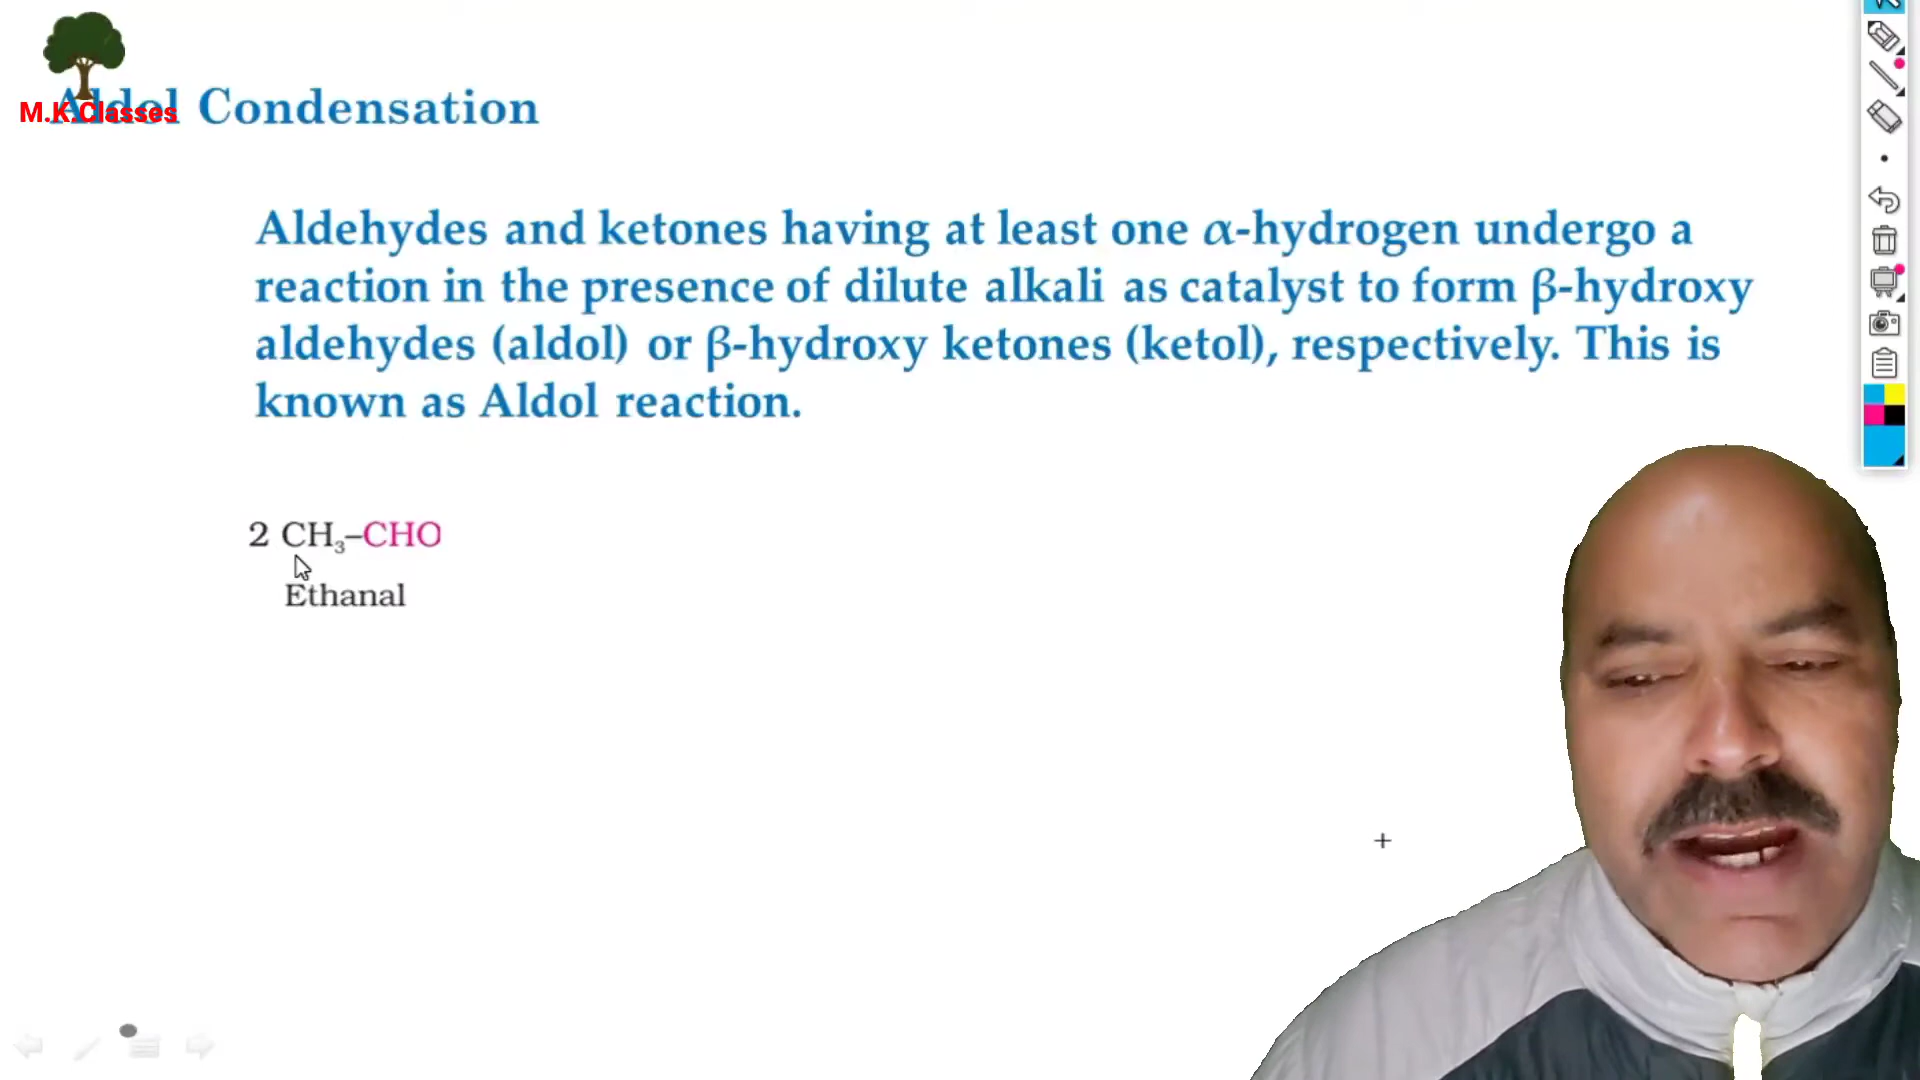 M.K.Classes
Aldol Condensation
Aldehydes and ketones having at least one α-hydrogen undergo a
reaction in the presence of dilute alkali as catalyst to form β-hydroxy
aldehydes (aldol) or β-hydroxy ketones (ketol), respectively. This is
known as Aldol reaction.
2 CH₃–CHO
Ethanal
+